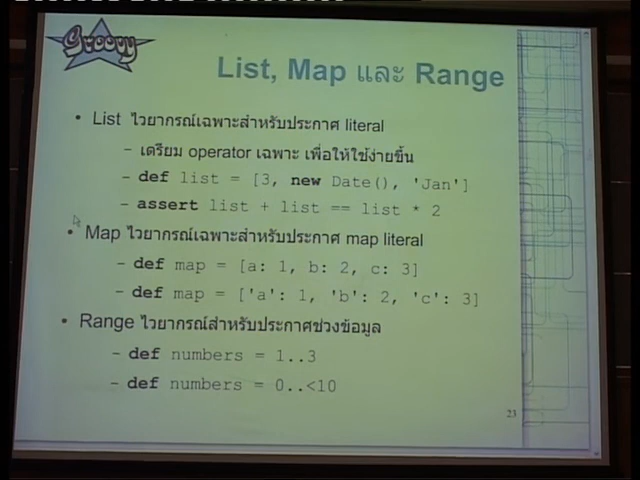 Groovy
List, Map และ Range
• List ไวยากรณ์เฉพาะสำหรับประกาศ literal
– เตรียม operator เฉพาะ เพื่อให้ใช้ง่ายขึ้น
– def list = [3, new Date(), 'Jan']
– assert list + list == list * 2
• Map ไวยากรณ์เฉพาะสำหรับประกาศ map literal
– def map = [a: 1, b: 2, c: 3]
– def map = ['a': 1, 'b': 2, 'c': 3]
• Range ไวยากรณ์สำหรับประกาศช่วงข้อมูล
– def numbers = 1..3
– def numbers = 0..<10
23